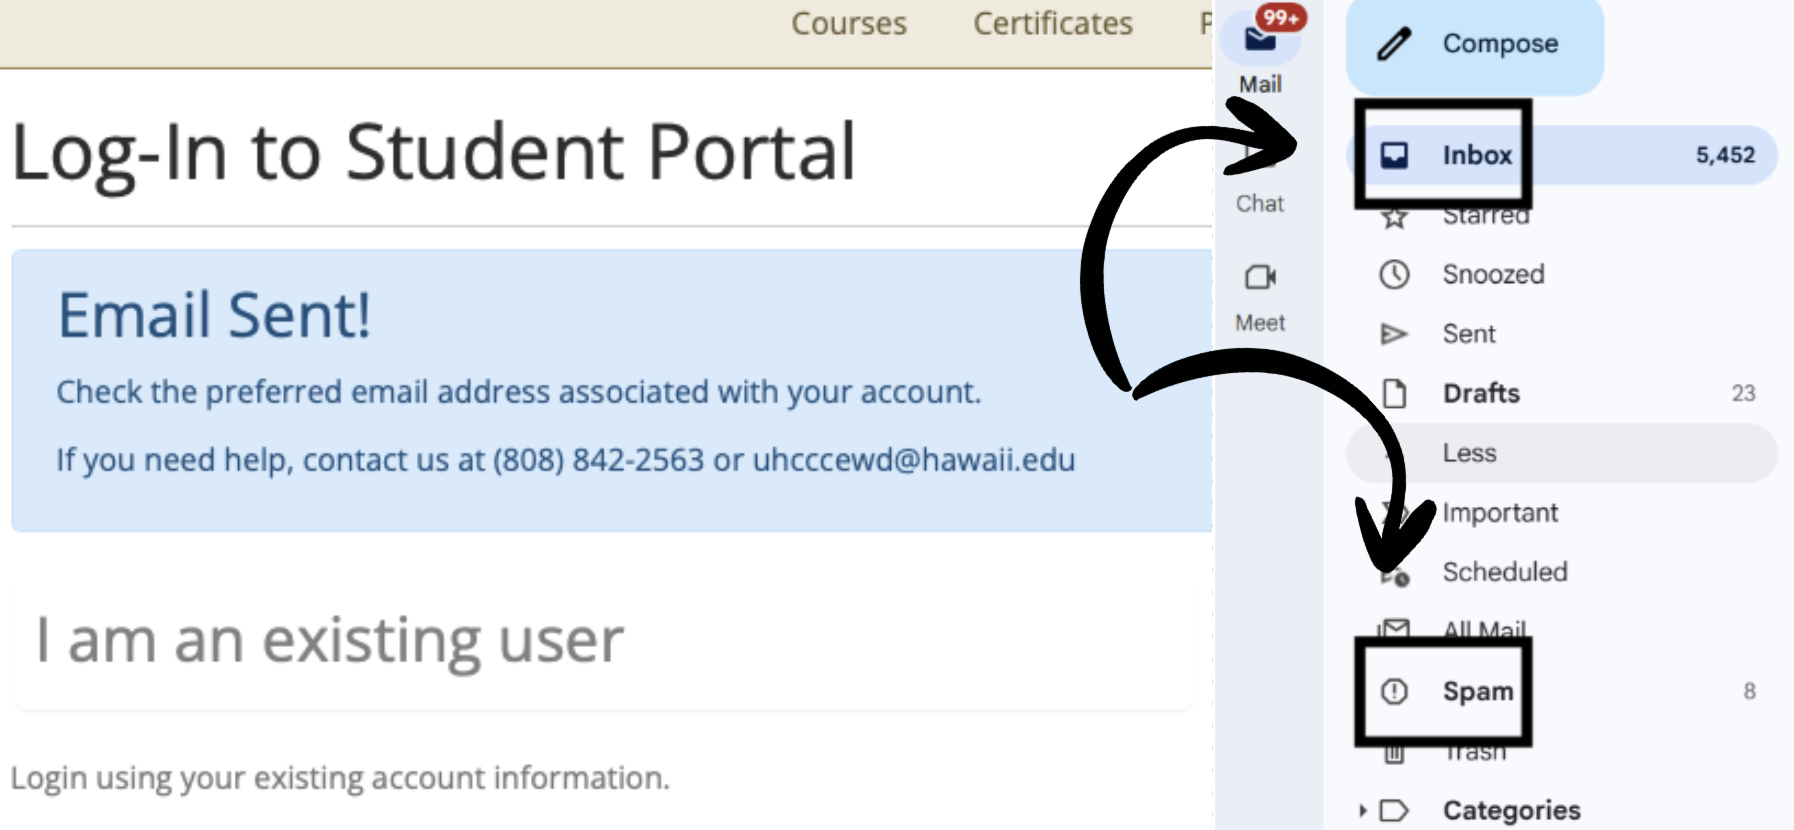 Courses Certificates P
Log-In to Student Portal
Email Sent!
Check the preferred email address associated with your account.
If you need help, contact us at (808) 842-2563 or uhcccewd@hawaii.edu
I am an existing user
Login using your existing account information.
99+
Mail
Chat
Meet
Compose
Inbox 5,452
Starred
Snoozed
Sent
Drafts 23
Less
Important
Scheduled
All Mail
Spam 8
Trash
Categories